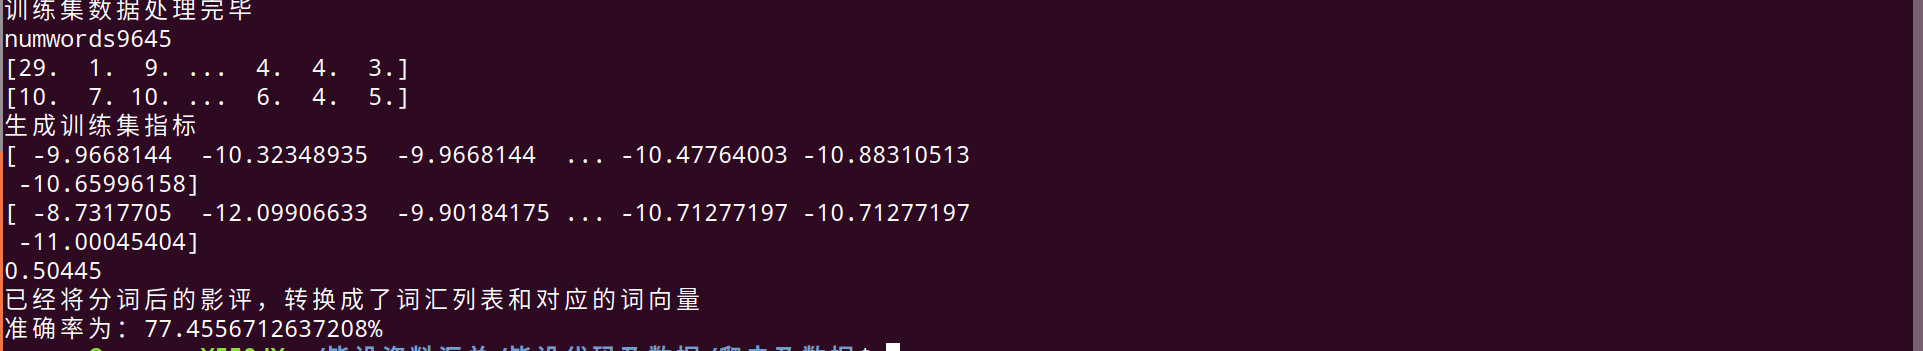 训练集数据处理完毕
numwords9645
[29.  1.  9. ...  4.  4.  3.]
[10.  7. 10. ...  6.  4.  5.]
生成训练集指标
[ -9.9668144  -10.32348935  -9.9668144  ... -10.47764003 -10.88310513
 -10.65996158]
[ -8.7317705  -12.09906633  -9.90184175 ... -10.71277197 -10.71277197
 -11.00045404]
0.50445
已经将分词后的影评，转换成了词汇列表和对应的词向量
准确率为：77.4556712637208%